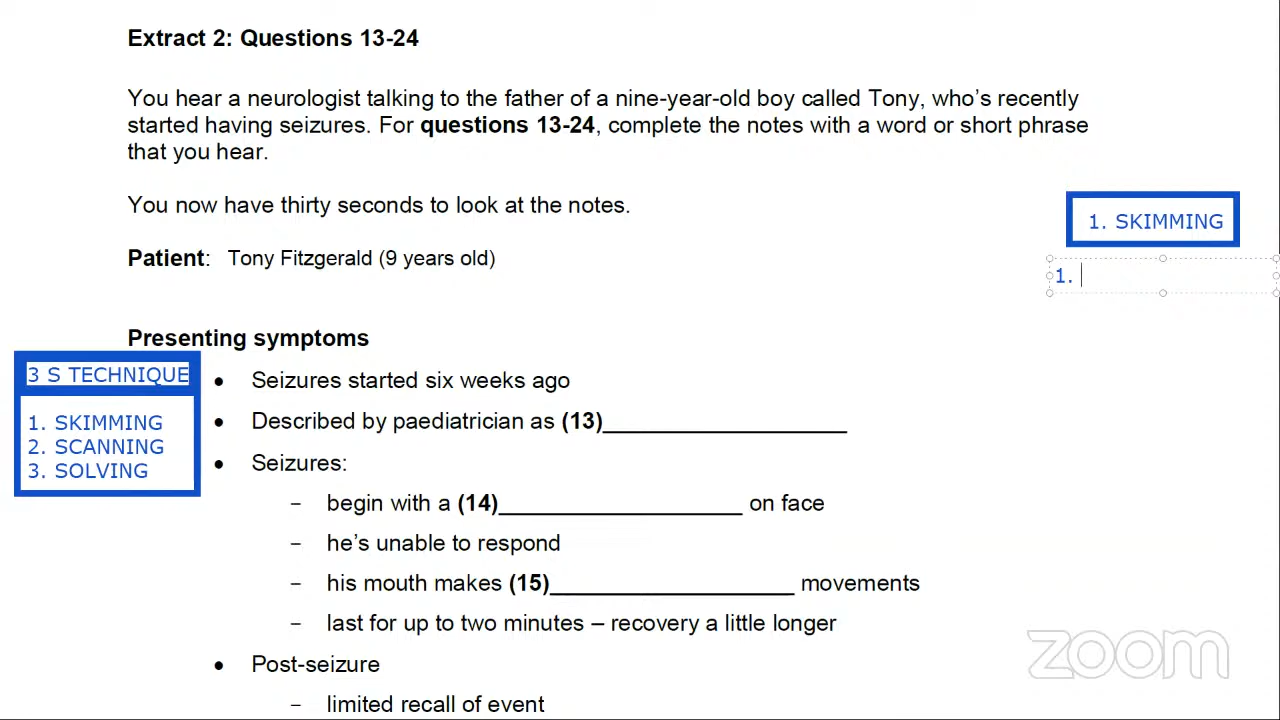 Extract 2: Questions 13-24
You hear a neurologist talking to the father of a nine-year-old boy called Tony, who's recently
started having seizures. For questions 13-24, complete the notes with a word or short phrase
that you hear.
You now have thirty seconds to look at the notes.
1. SKIMMING
Patient: Tony Fitzgerald (9 years old)
1.
Presenting symptoms
3 S TECHNIQUE
1. SKIMMING
2. SCANNING
3. SOLVING
• Seizures started six weeks ago
• Described by paediatrician as (13)____________________
• Seizures:
– begin with a (14)____________________ on face
– he's unable to respond
– his mouth makes (15)____________________ movements
– last for up to two minutes – recovery a little longer
• Post-seizure
– limited recall of event
zoom